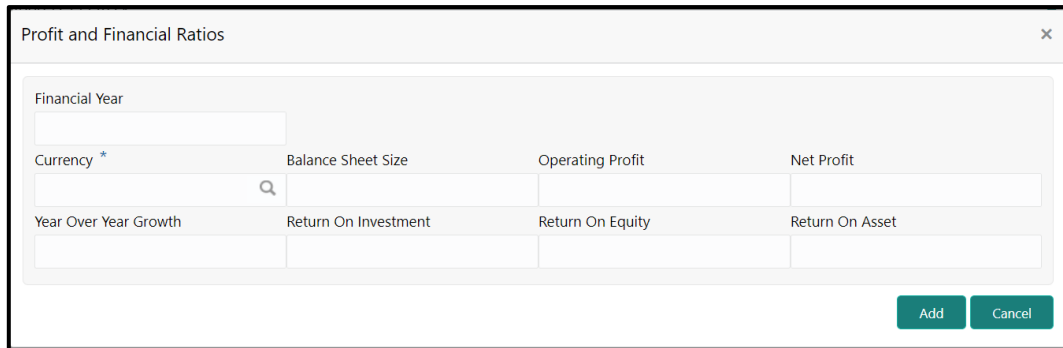 Profit and Financial Ratios ×
Financial Year
Currency * Balance Sheet Size Operating Profit Net Profit
Year Over Year Growth Return On Investment Return On Equity Return On Asset
Add Cancel